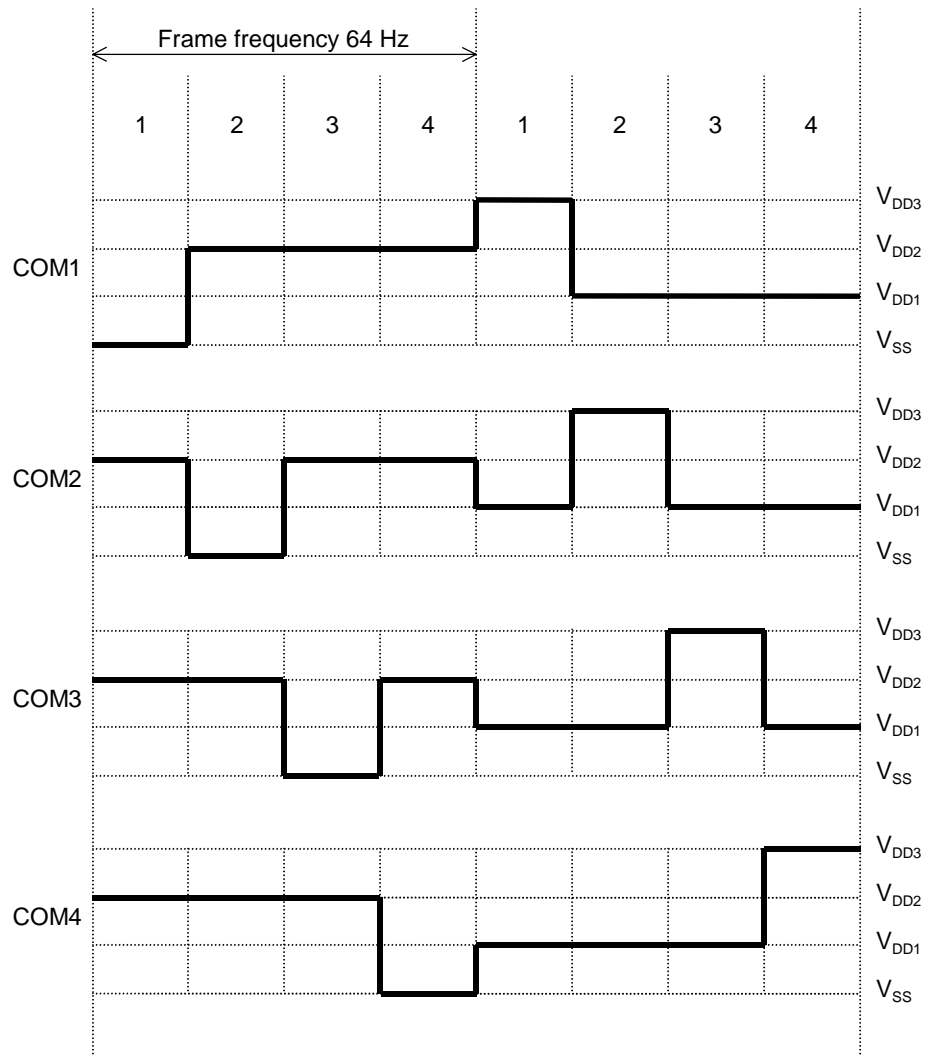 Frame frequency 64 Hz
1 2 3 4 1 2 3 4
VDD3
VDD2
COM1
VDD1
VSS
VDD3
VDD2
COM2
VDD1
VSS
VDD3
VDD2
COM3
VDD1
VSS
VDD3
VDD2
COM4
VDD1
VSS